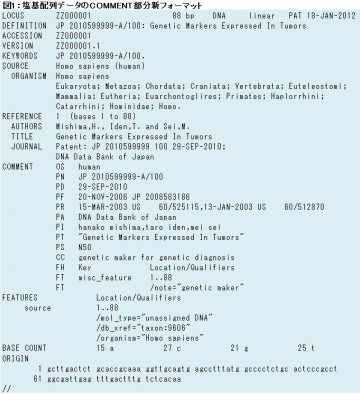 図1：塩基配列データのCOMMENT部分新フォーマット
LOCUS ZZ000001 88 bp DNA linear PAT 18-JAN-2012
DEFINITION JP 2010599999-A/100: Genetic Markers Expressed In Tumors
ACCESSION ZZ000001
VERSION ZZ000001.1
KEYWORDS JP 2010599999-A/100.
SOURCE Homo sapiens (human)
ORGANISM Homo sapiens
Eukaryota; Metazoa; Chordata; Craniata; Vertebrata; Euteleostomi;
Mammalia; Eutheria; Euarchontoglires; Primates; Haplorrhini;
Catarrhini; Hominidae; Homo.
REFERENCE 1 (bases 1 to 88)
AUTHORS Mishima,H., Iden,T. and Sei,M.
TITLE Genetic Markers Expressed In Tumors
JOURNAL Patent: JP 2010599999 100 29-SEP-2010;
DNA Data Bank of Japan
COMMENT OS human
PN JP 2010599999-A/100
PD 29-SEP-2010
PF 20-NOV-2008 JP 2008583186
PR 15-MAR-2003 US 60/525115,13-JAN-2003 US 60/512870
PA DNA Data Bank of Japan
PI hanako mishima,taro iden,mei sei
PT "Genetic Markers Expressed In Tumors"
PS N50
CC genetic maker for genetic diagnosis
FH Key Location/Qualifiers
FT misc_feature 1..88
FT /note="genetic maker"
FEATURES Location/Qualifiers
source 1..88
/mol_type="unassigned DNA"
/db_xref="taxon:9606"
/organism="Homo sapiens"
BASE COUNT 15 a 27 c 21 g 25 t
ORIGIN
1 gcttgactct gcaccgcaaa ggttgcagtg agcctttatg gcccctctgc actcccgcct
61 ggcgattgag tttgactttg tctcacaa
//